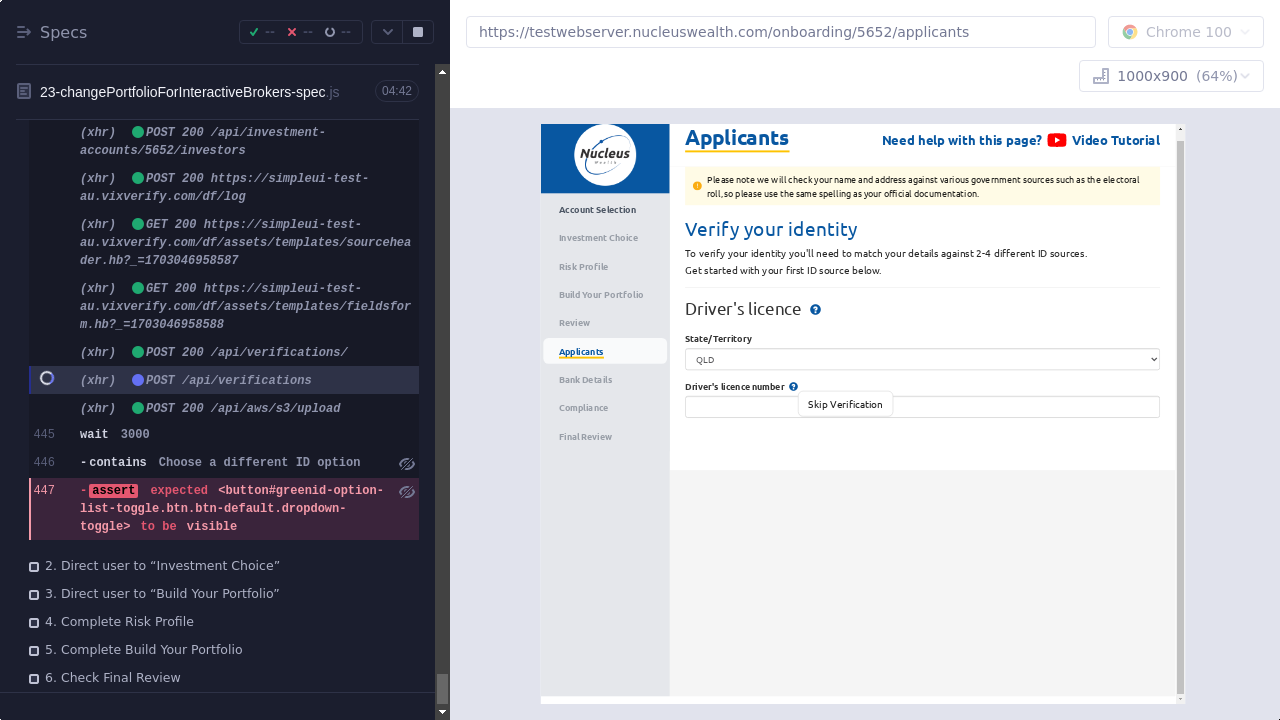 Specs
--
--
--
https://testwebserver.nucleuswealth.com/onboarding/5652/applicants
Chrome 100
1000x900 (64%)
23-changePortfolioForInteractiveBrokers-spec.js
04:42
(xhr) POST 200 /api/investment-
accounts/5652/investors
(xhr) POST 200 https://simpleui-test-
au.vixverify.com/df/log
(xhr) GET 200 https://simpleui-test-
au.vixverify.com/df/assets/templates/sourcehea
der.hb?_=1703046958587
(xhr) GET 200 https://simpleui-test-
au.vixverify.com/df/assets/templates/fieldsfor
m.hb?_=1703046958588
(xhr) POST 200 /api/verifications/
(xhr) POST /api/verifications
(xhr) POST 200 /api/aws/s3/upload
445 wait 3000
446 -contains Choose a different ID option
447 -assert expected <button#greenid-option-
list-toggle.btn.btn-default.dropdown-
toggle> to be visible
2. Direct user to “Investment Choice”
3. Direct user to “Build Your Portfolio”
4. Complete Risk Profile
5. Complete Build Your Portfolio
6. Check Final Review
Nucleus
Wealth
Account Selection
Investment Choice
Risk Profile
Build Your Portfolio
Review
Applicants
Bank Details
Compliance
Final Review
Applicants
Need help with this page? Video Tutorial
Please note we will check your name and address against various government sources such as the electoral
roll, so please use the same spelling as your official documentation.
Verify your identity
To verify your identity you'll need to match your details against 2-4 different ID sources.
Get started with your first ID source below.
Driver's licence
State/Territory
QLD
Driver's licence number
Skip Verification